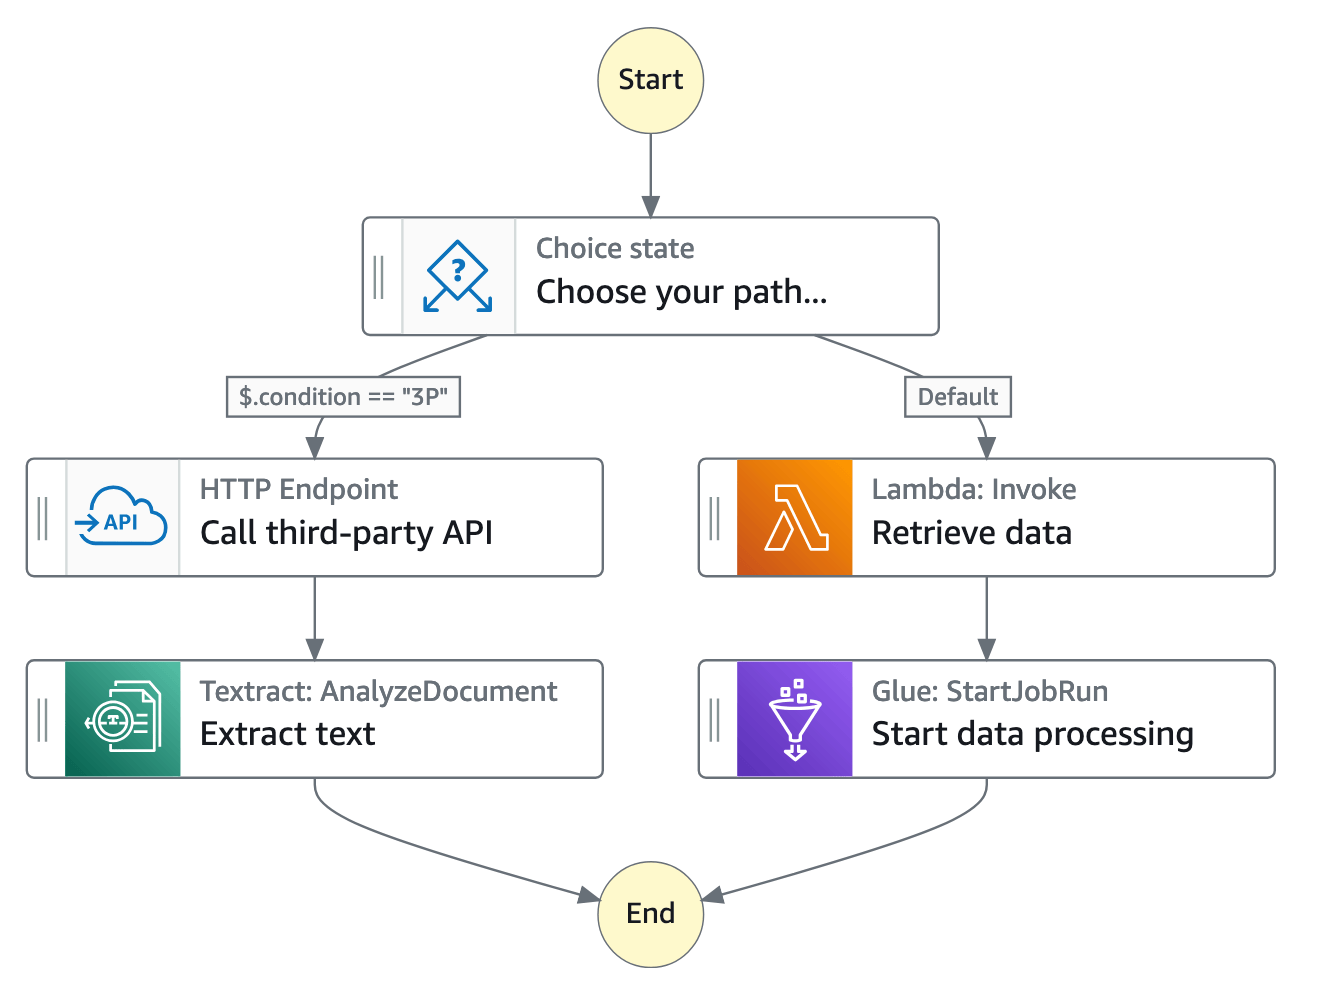 Start
?
Choice state
Choose your path...
$.condition == "3P"
Default
API
HTTP Endpoint
Call third-party API
Lambda: Invoke
Retrieve data
T
Textract: AnalyzeDocument
Extract text
Glue: StartJobRun
Start data processing
End